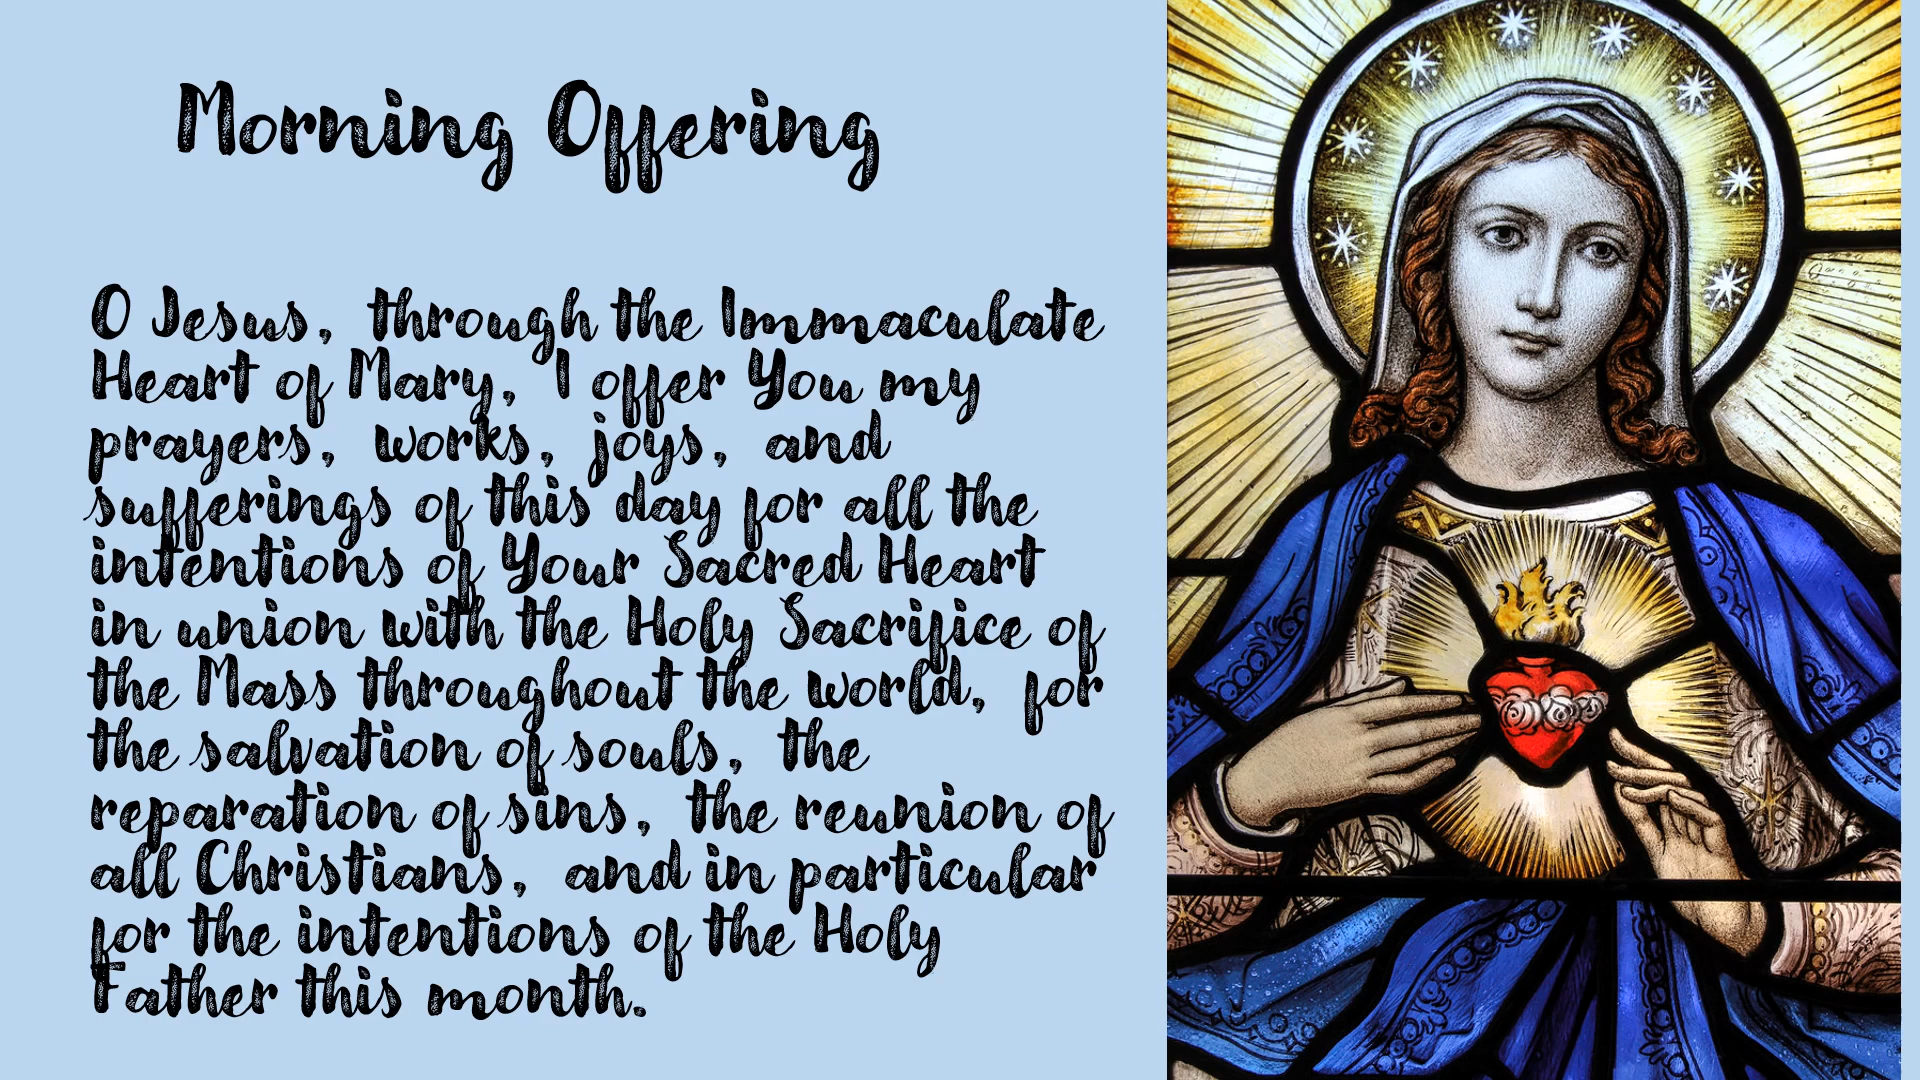 Morning Offering
O Jesus, through the Immaculate
Heart of Mary, I offer You my
prayers, works, joys, and
sufferings of this day for all the
intentions of Your Sacred Heart
in union with the Holy Sacrifice of
the Mass throughout the world, for
the salvation of souls, the
reparation of sins, the reunion of
all Christians, and in particular
for the intentions of the Holy
Father this month.